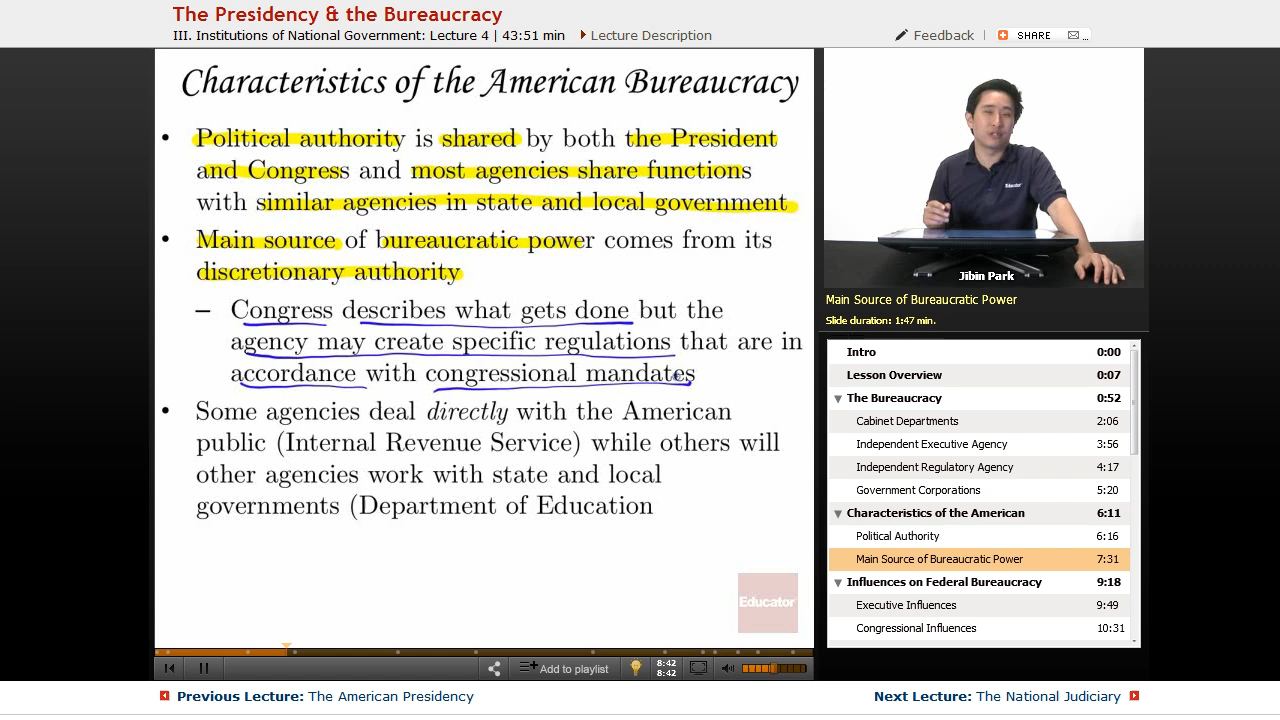 The Presidency & the Bureaucracy
III. Institutions of National Government: Lecture 4 | 43:51 min
Lecture Description
Feedback
SHARE
Characteristics of the American Bureaucracy
• Political authority is shared by both the President
and Congress and most agencies share functions
with similar agencies in state and local government
• Main source of bureaucratic power comes from its
discretionary authority
– Congress describes what gets done but the
agency may create specific regulations that are in
accordance with congressional mandates
• Some agencies deal directly with the American
public (Internal Revenue Service) while others will
other agencies work with state and local
governments (Department of Education
Educator
Educator
Jibin Park
Main Source of Bureaucratic Power
Slide duration: 1:47 min.
Intro 0:00
Lesson Overview 0:07
The Bureaucracy 0:52
Cabinet Departments 2:06
Independent Executive Agency 3:56
Independent Regulatory Agency 4:17
Government Corporations 5:20
Characteristics of the American 6:11
Political Authority 6:16
Main Source of Bureaucratic Power 7:31
Influences on Federal Bureaucracy 9:18
Executive Influences 9:49
Congressional Influences 10:31
Add to playlist
8:42
8:42
Previous Lecture: The American Presidency
Next Lecture: The National Judiciary